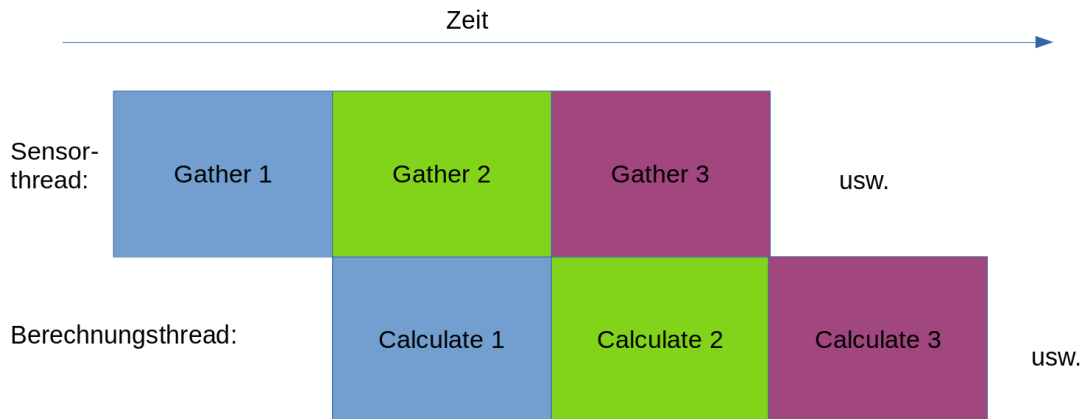 Zeit
Sensor-
thread:
Gather 1
Gather 2
Gather 3
usw.
Berechnungsthread:
Calculate 1
Calculate 2
Calculate 3
usw.